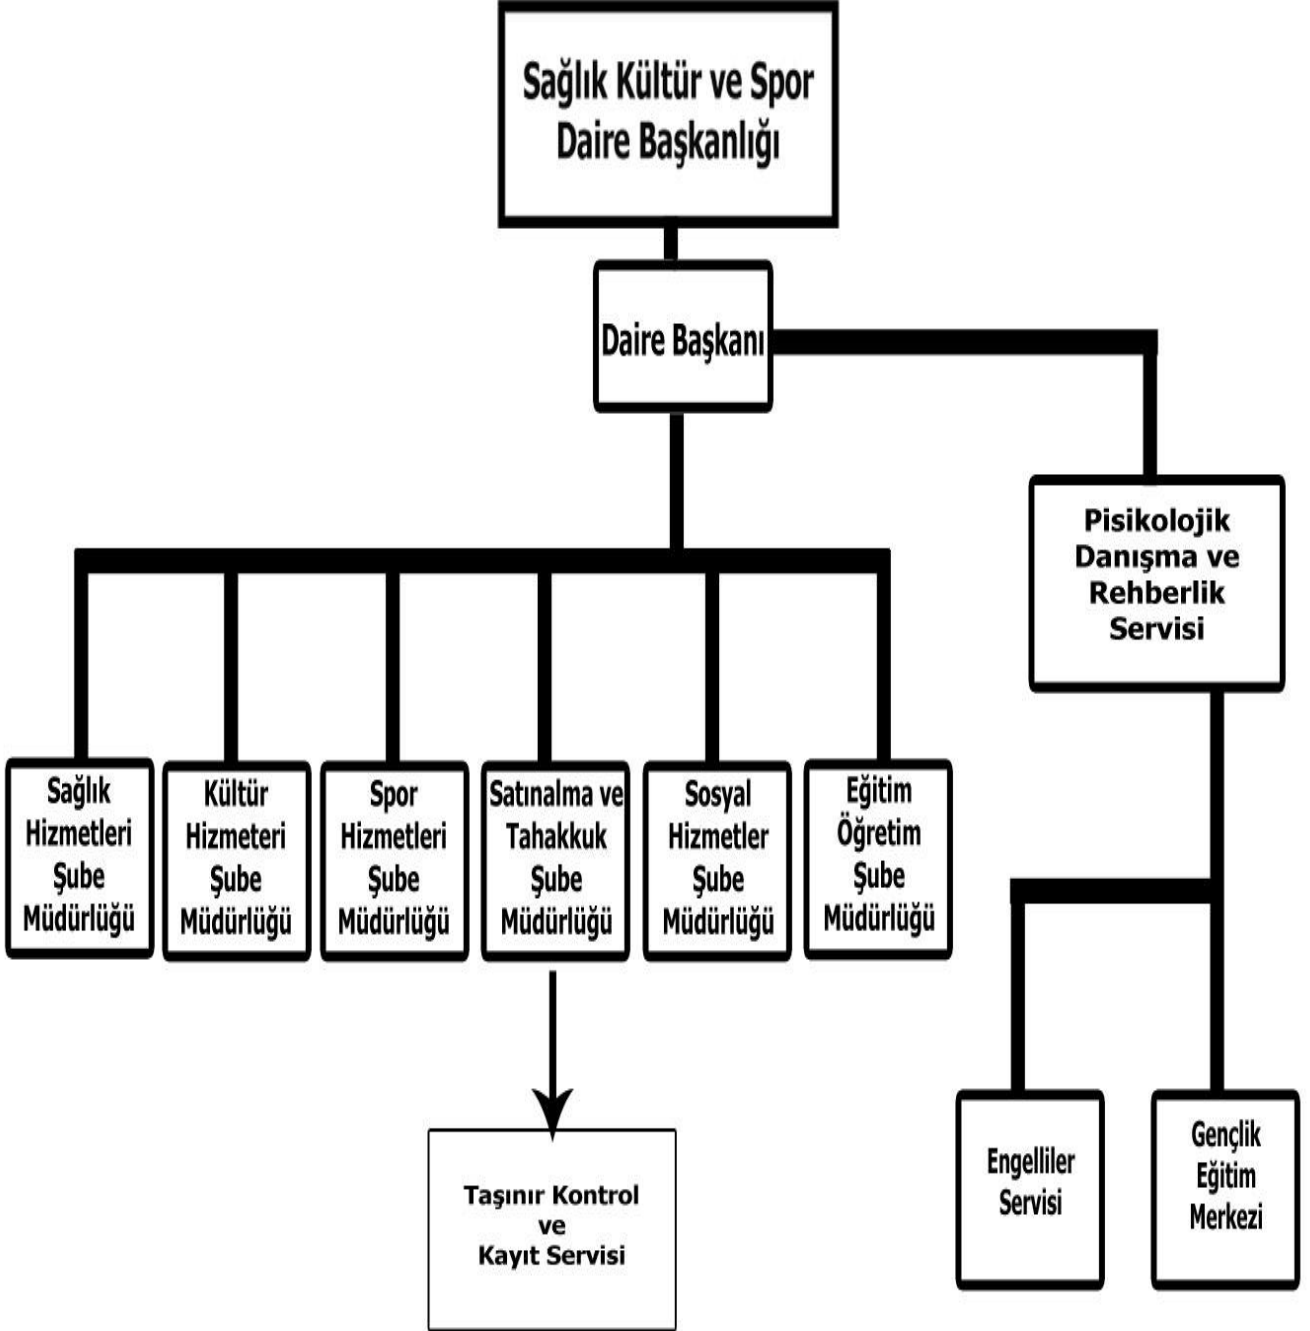 Sağlık Kültür ve Spor
Daire Başkanlığı
Daire Başkanı
Pisikolojik
Danışma ve
Rehberlik
Servisi
Sağlık
Hizmetleri
Şube
Müdürlüğü
Kültür
Hizmeteri
Şube
Müdürlüğü
Spor
Hizmetleri
Şube
Müdürlüğü
Satınalma ve
Tahakkuk
Şube
Müdürlüğü
Sosyal
Hizmetler
Şube
Müdürlüğü
Eğitim
Öğretim
Şube
Müdürlüğü
Taşınır Kontrol
ve
Kayıt Servisi
Engelliler
Servisi
Gençlik
Eğitim
Merkezi